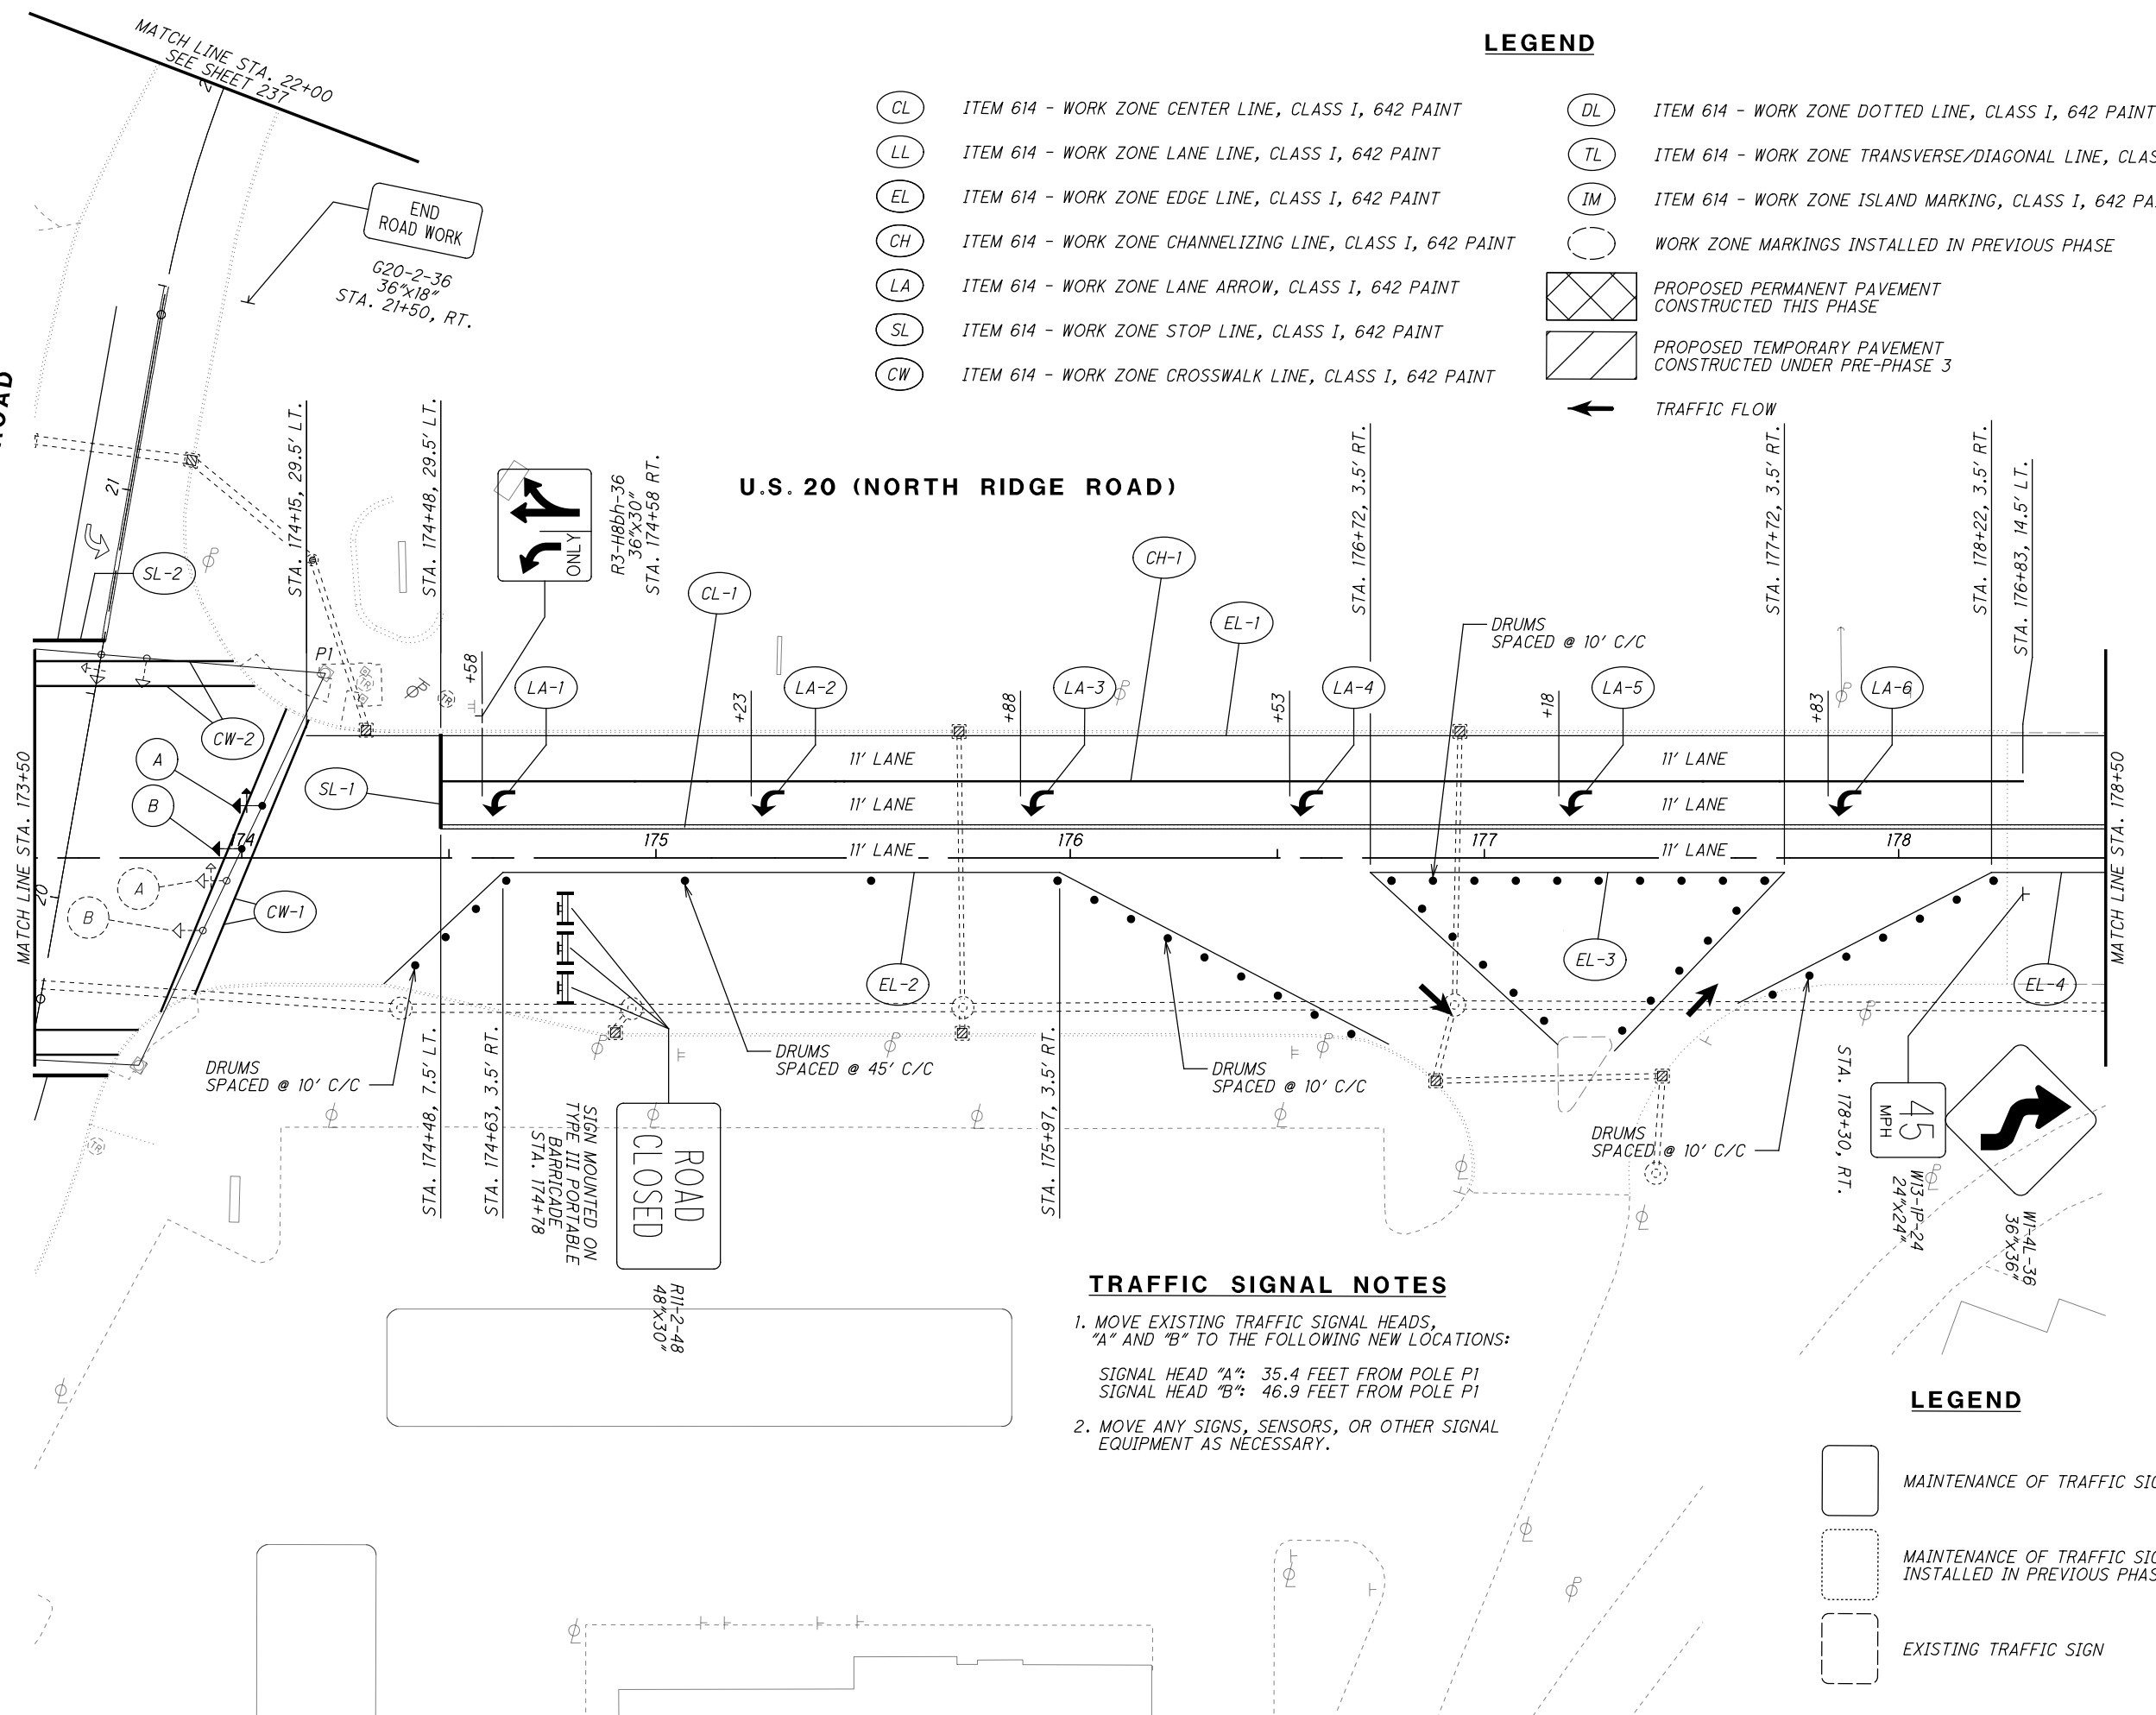 MATCH LINE STA. 22+00
SEE SHEET 237
2
END
ROAD WORK
G20-2-36
36"x18"
STA. 21+50, RT.
LEGEND
CL ITEM 614 - WORK ZONE CENTER LINE, CLASS I, 642 PAINT
LL ITEM 614 - WORK ZONE LANE LINE, CLASS I, 642 PAINT
EL ITEM 614 - WORK ZONE EDGE LINE, CLASS I, 642 PAINT
CH ITEM 614 - WORK ZONE CHANNELIZING LINE, CLASS I, 642 PAINT
LA ITEM 614 - WORK ZONE LANE ARROW, CLASS I, 642 PAINT
SL ITEM 614 - WORK ZONE STOP LINE, CLASS I, 642 PAINT
CW ITEM 614 - WORK ZONE CROSSWALK LINE, CLASS I, 642 PAINT
DL ITEM 614 - WORK ZONE DOTTED LINE, CLASS I, 642 PAINT
TL ITEM 614 - WORK ZONE TRANSVERSE/DIAGONAL LINE, CLAS
IM ITEM 614 - WORK ZONE ISLAND MARKING, CLASS I, 642 PA
WORK ZONE MARKINGS INSTALLED IN PREVIOUS PHASE
PROPOSED PERMANENT PAVEMENT
CONSTRUCTED THIS PHASE
PROPOSED TEMPORARY PAVEMENT
CONSTRUCTED UNDER PRE-PHASE 3
TRAFFIC FLOW
ROAD
21
SL-2
STA. 174+15, 29.5' LT.
STA. 174+48, 29.5' LT.
ONLY
R3-H8bh-36
36"x30"
STA. 174+58 RT.
U.S. 20 (NORTH RIDGE ROAD)
STA. 176+72, 3.5' RT.
STA. 177+72, 3.5' RT.
STA. 178+22, 3.5' RT.
STA. 176+83, 14.5' LT.
CL-1
CH-1
EL-1
DRUMS
SPACED @ 10' C/C
P1
TR
TR
P
P
P
P
+58
LA-1
+23
LA-2
+88
LA-3
+53
LA-4
+18
LA-5
+83
LA-6
CW-2
A
B
SL-1
11' LANE
11' LANE
11' LANE
11' LANE
174
175
176
177
178
11' LANE
11' LANE
MATCH LINE STA. 173+50
MATCH LINE STA. 178+50
20
A
B
CW-1
EL-2
EL-3
EL-4
DRUMS
SPACED @ 10' C/C
DRUMS
SPACED @ 45' C/C
DRUMS
SPACED @ 10' C/C
DRUMS
SPACED @ 10' C/C
P
P
P
P
P
TR
STA. 174+48, 7.5' LT.
STA. 174+63, 3.5' RT.
SIGN MOUNTED ON
TYPE III PORTABLE
BARRICADE
STA. 174+78
ROAD
CLOSED
R11-2-48
48"x30"
STA. 175+97, 3.5' RT.
STA. 178+30, RT.
45
MPH
W13-1P-24
24"x24"
W1-4L-36
36"x36"
TRAFFIC SIGNAL NOTES
1. MOVE EXISTING TRAFFIC SIGNAL HEADS,
"A" AND "B" TO THE FOLLOWING NEW LOCATIONS:
SIGNAL HEAD "A": 35.4 FEET FROM POLE P1
SIGNAL HEAD "B": 46.9 FEET FROM POLE P1
2. MOVE ANY SIGNS, SENSORS, OR OTHER SIGNAL
EQUIPMENT AS NECESSARY.
LEGEND
MAINTENANCE OF TRAFFIC SIG
MAINTENANCE OF TRAFFIC SIG
INSTALLED IN PREVIOUS PHAS
EXISTING TRAFFIC SIGN
P